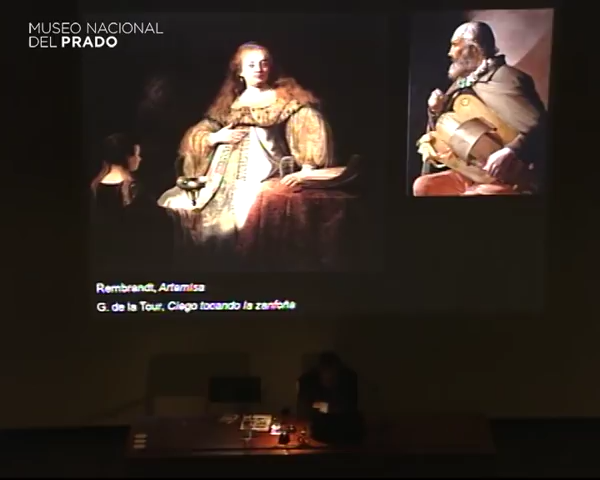 MUSEO NACIONAL
DEL PRADO
Rembrandt, Artemisa
G. de la Tour, Ciego tocando la zanfoña